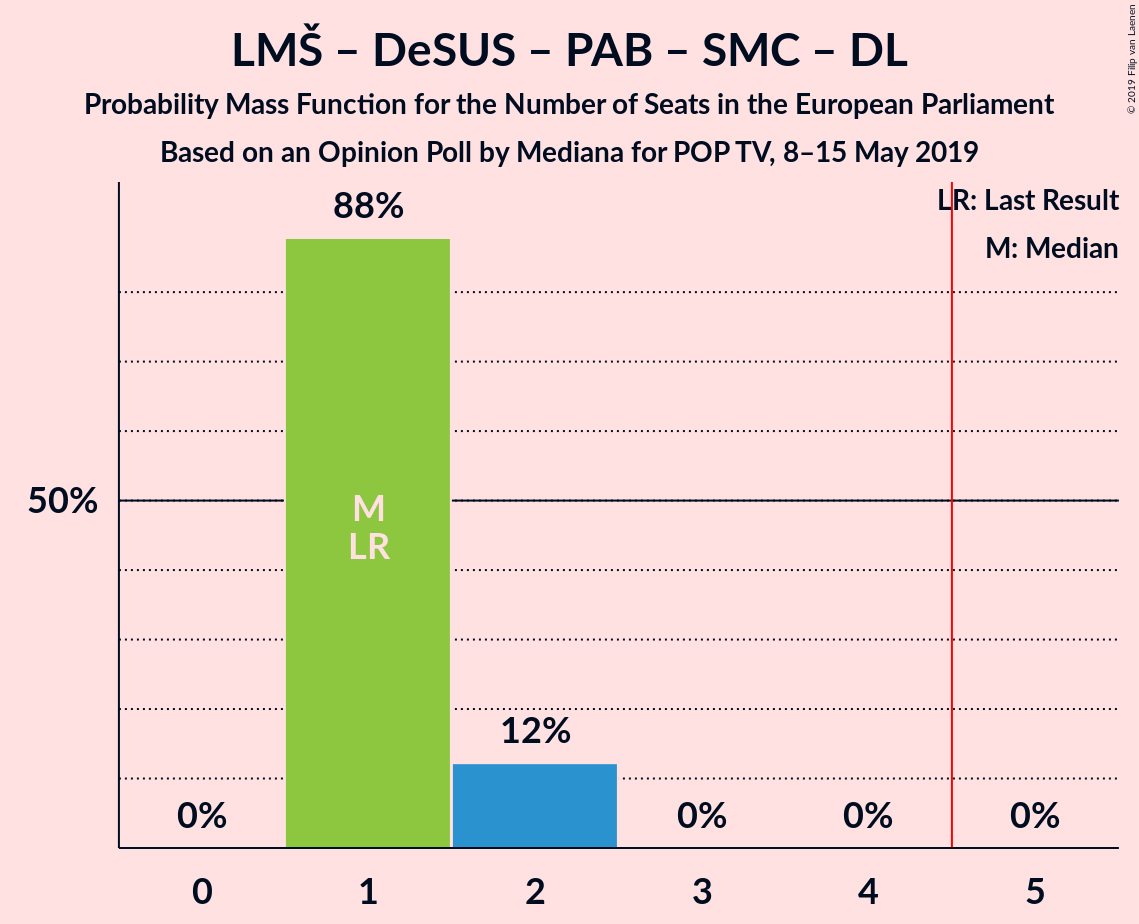 LMŠ – DeSUS – PAB – SMC – DL
Probability Mass Function for the Number of Seats in the European Parliament
Based on an Opinion Poll by Mediana for POP TV, 8–15 May 2019
© 2019 Filip van Laenen
LR: Last Result
M: Median
88%
50%
M
LR
12%
0%
0%
0%
0%
0
1
2
3
4
5